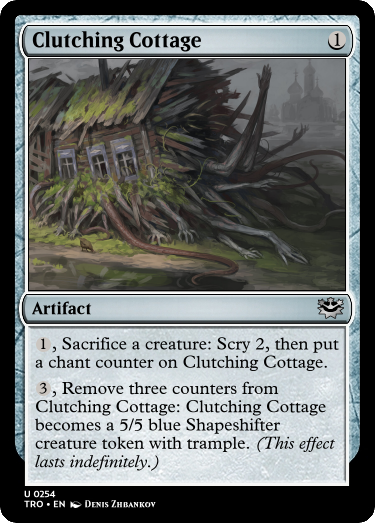 Clutching Cottage 1
Artifact
1, Sacrifice a creature: Scry 2, then put
a chant counter on Clutching Cottage.
3, Remove three counters from
Clutching Cottage: Clutching Cottage
becomes a 5/5 blue Shapeshifter
creature token with trample. (This effect
lasts indefinitely.)
U 0254
TRO • EN Denis Zhbankov